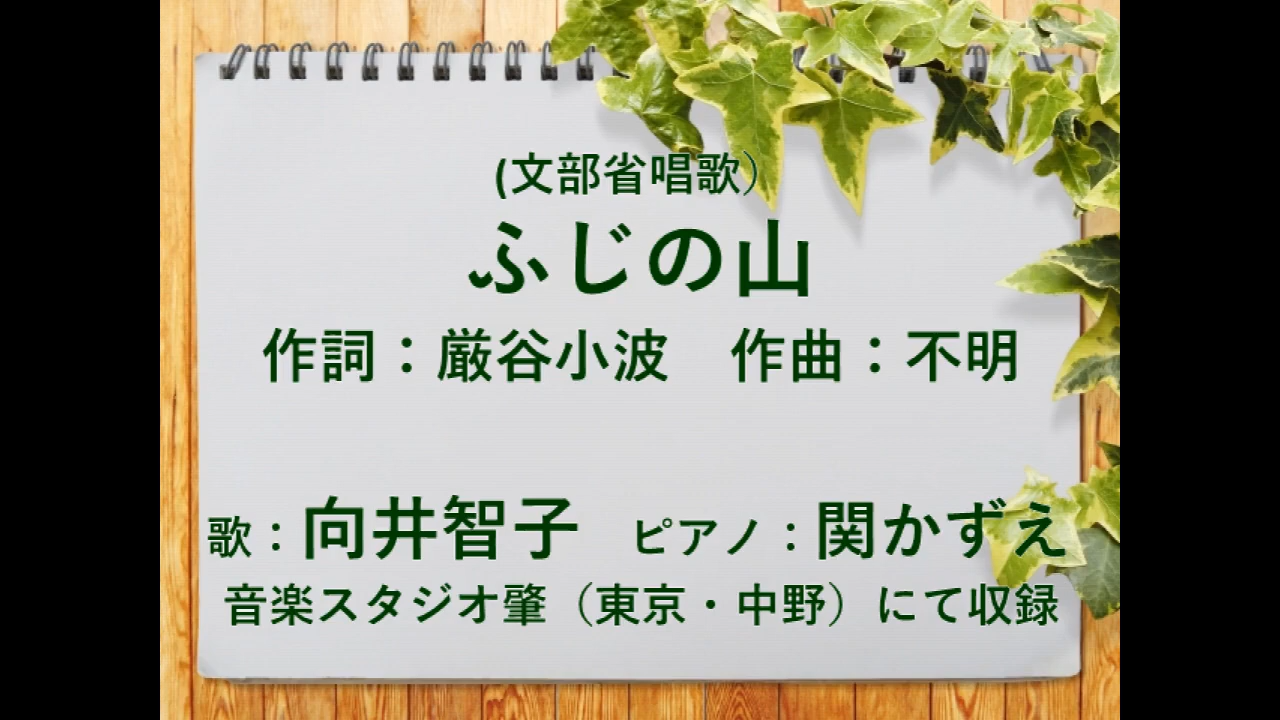 (文部省唱歌）
ふじの山
作詞：厳谷小波　作曲：不明
歌：向井智子　ピアノ：関かずえ
音楽スタジオ肇（東京・中野）にて収録